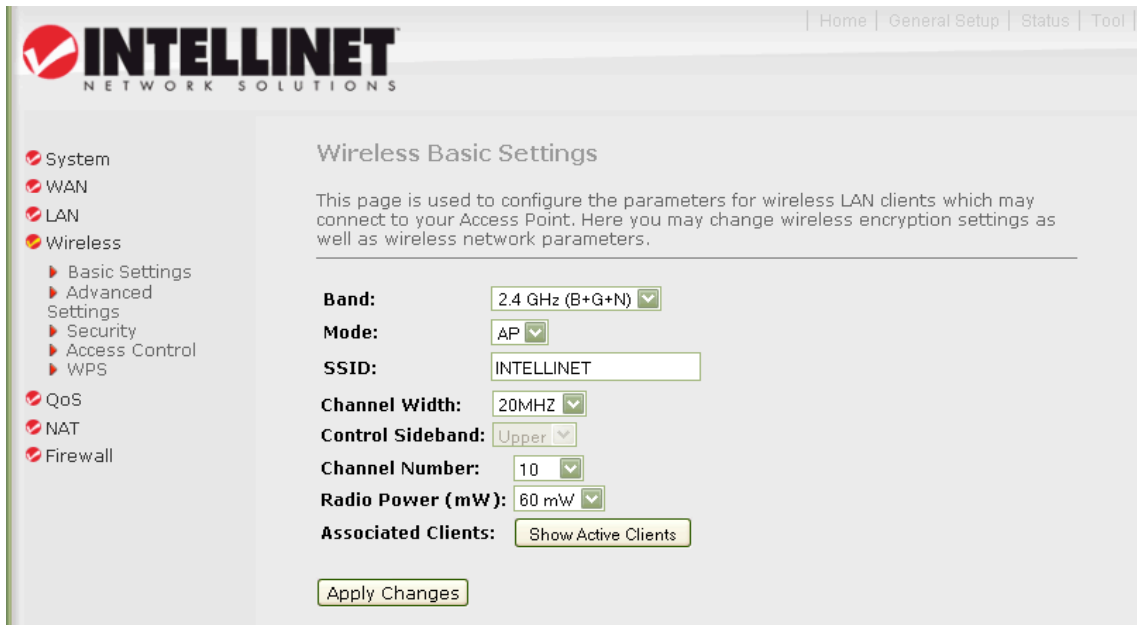 | Home | General Setup | Status | Tool |
INTELLINET
NETWORK SOLUTIONS
System
WAN
LAN
Wireless
Basic Settings
Advanced
Settings
Security
Access Control
WPS
QoS
NAT
Firewall
Wireless Basic Settings
This page is used to configure the parameters for wireless LAN clients which may
connect to your Access Point. Here you may change wireless encryption settings as
well as wireless network parameters.
Band: 2.4 GHz (B+G+N)
Mode: AP
SSID: INTELLINET
Channel Width: 20MHZ
Control Sideband: Upper
Channel Number: 10
Radio Power (mW): 60 mW
Associated Clients: Show Active Clients
Apply Changes